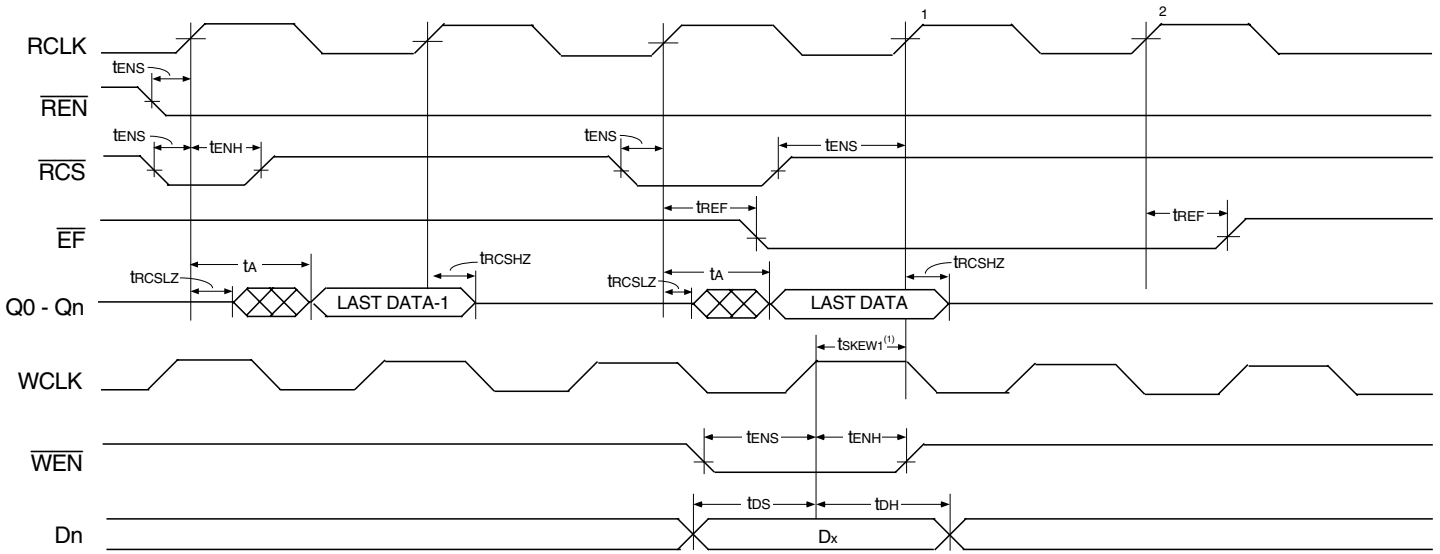 1 2
RCLK
tENS
REN
tENS tENH tENS tENS
RCS
tREF tREF
EF
tA tRCSHZ tA tRCSHZ
tRCSLZ tRCSLZ
Q0 - Qn LAST DATA-1 LAST DATA
tSKEW1(1)
WCLK
tENS tENH
WEN
tDS tDH
Dn Dx